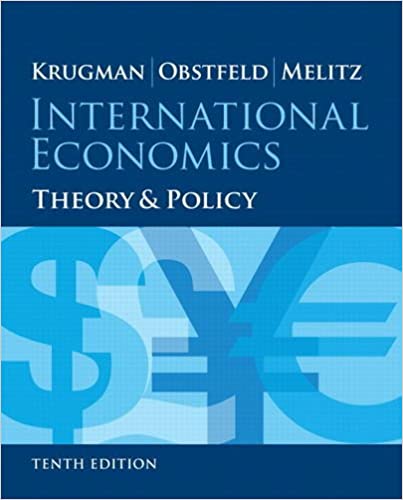 KRUGMAN | OBSTFELD | MELITZ
INTERNATIONAL
ECONOMICS
THEORY & POLICY
$ £ ¥ €
TENTH EDITION